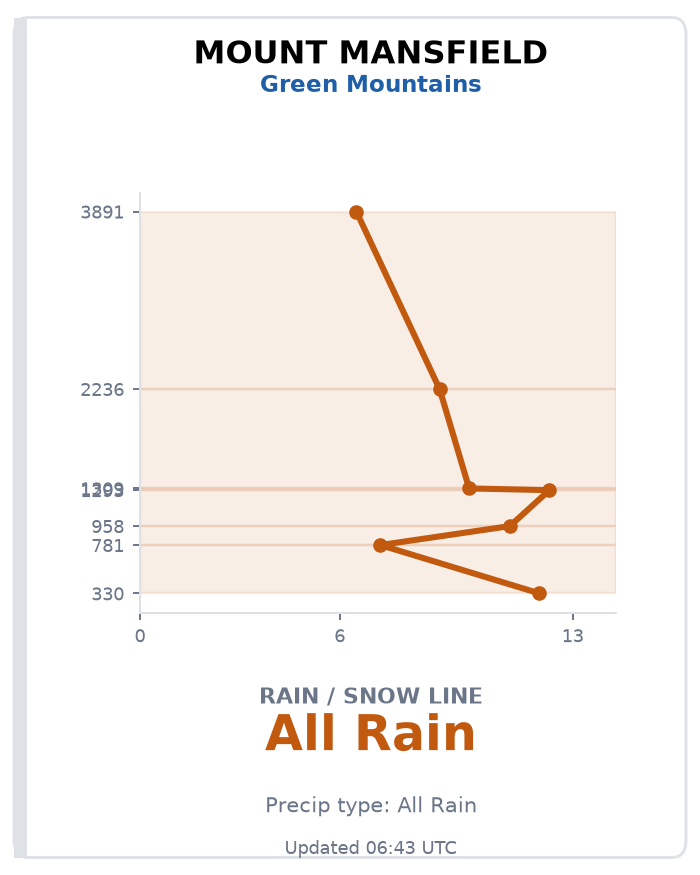 MOUNT MANSFIELD
Green Mountains
3891
2236
958
781
330
0 6 13
RAIN / SNOW LINE
All Rain
Precip type: All Rain
Updated 06:43 UTC